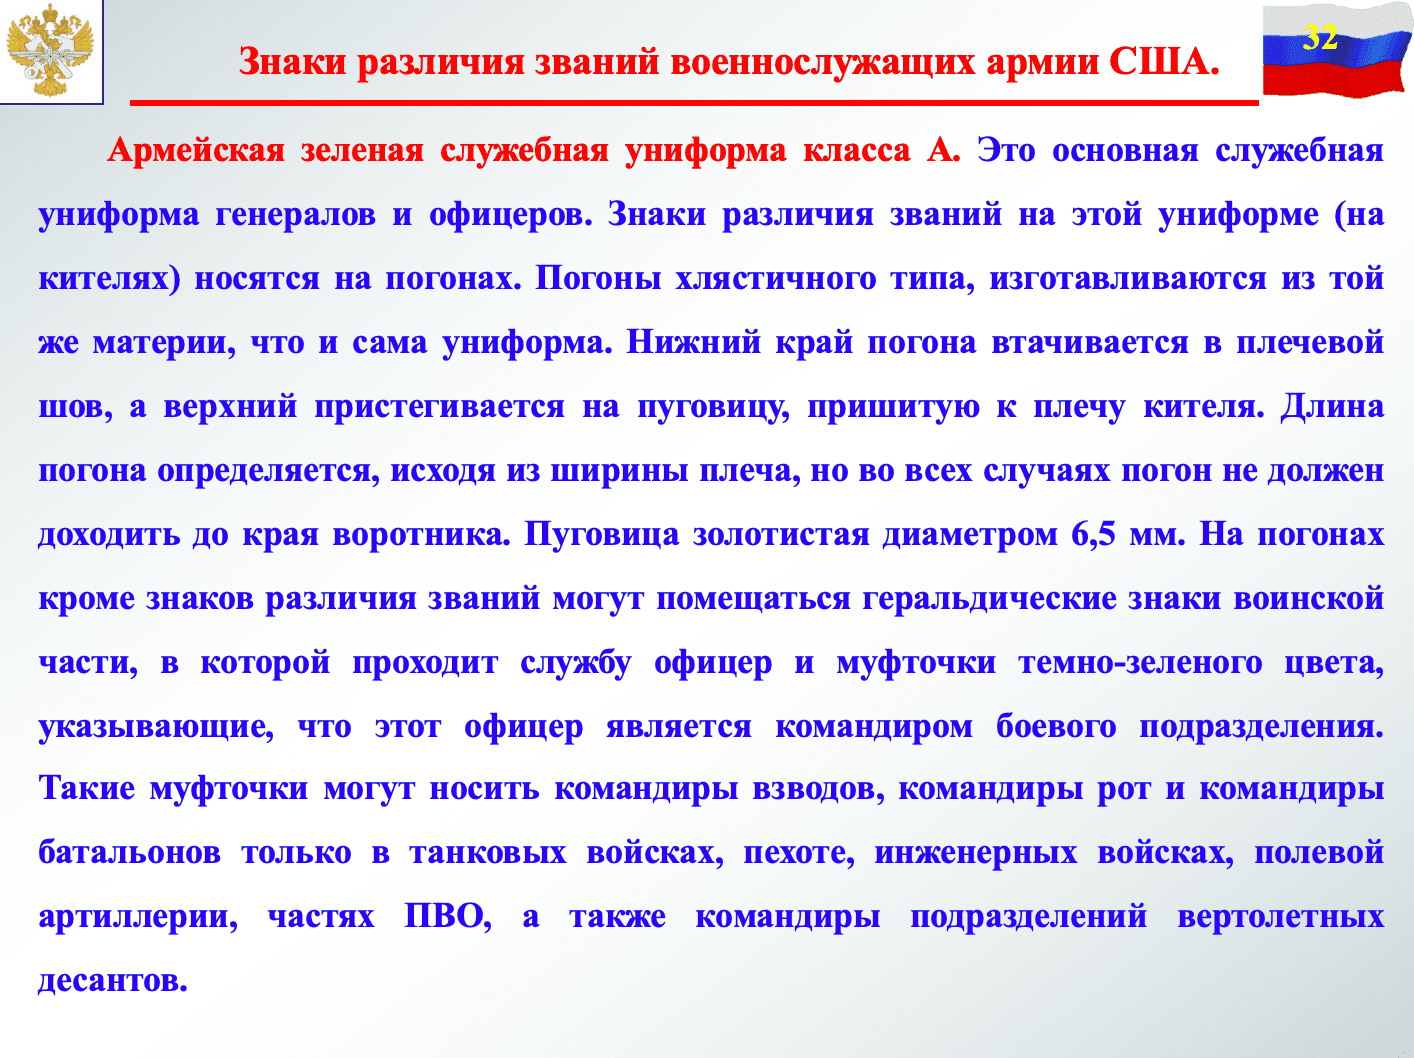 32
Знаки различия званий военнослужащих армии США.
Армейская зеленая служебная униформа класса А. Это основная служебная
униформа генералов и офицеров. Знаки различия званий на этой униформе (на
кителях) носятся на погонах. Погоны хлястичного типа, изготавливаются из той
же материи, что и сама униформа. Нижний край погона втачивается в плечевой
шов, а верхний пристегивается на пуговицу, пришитую к плечу кителя. Длина
погона определяется, исходя из ширины плеча, но во всех случаях погон не должен
доходить до края воротника. Пуговица золотистая диаметром 6,5 мм. На погонах
кроме знаков различия званий могут помещаться геральдические знаки воинской
части, в которой проходит службу офицер и муфточки темно-зеленого цвета,
указывающие, что этот офицер является командиром боевого подразделения.
Такие муфточки могут носить командиры взводов, командиры рот и командиры
батальонов только в танковых войсках, пехоте, инженерных войсках, полевой
артиллерии, частях ПВО, а также командиры подразделений вертолетных
десантов.